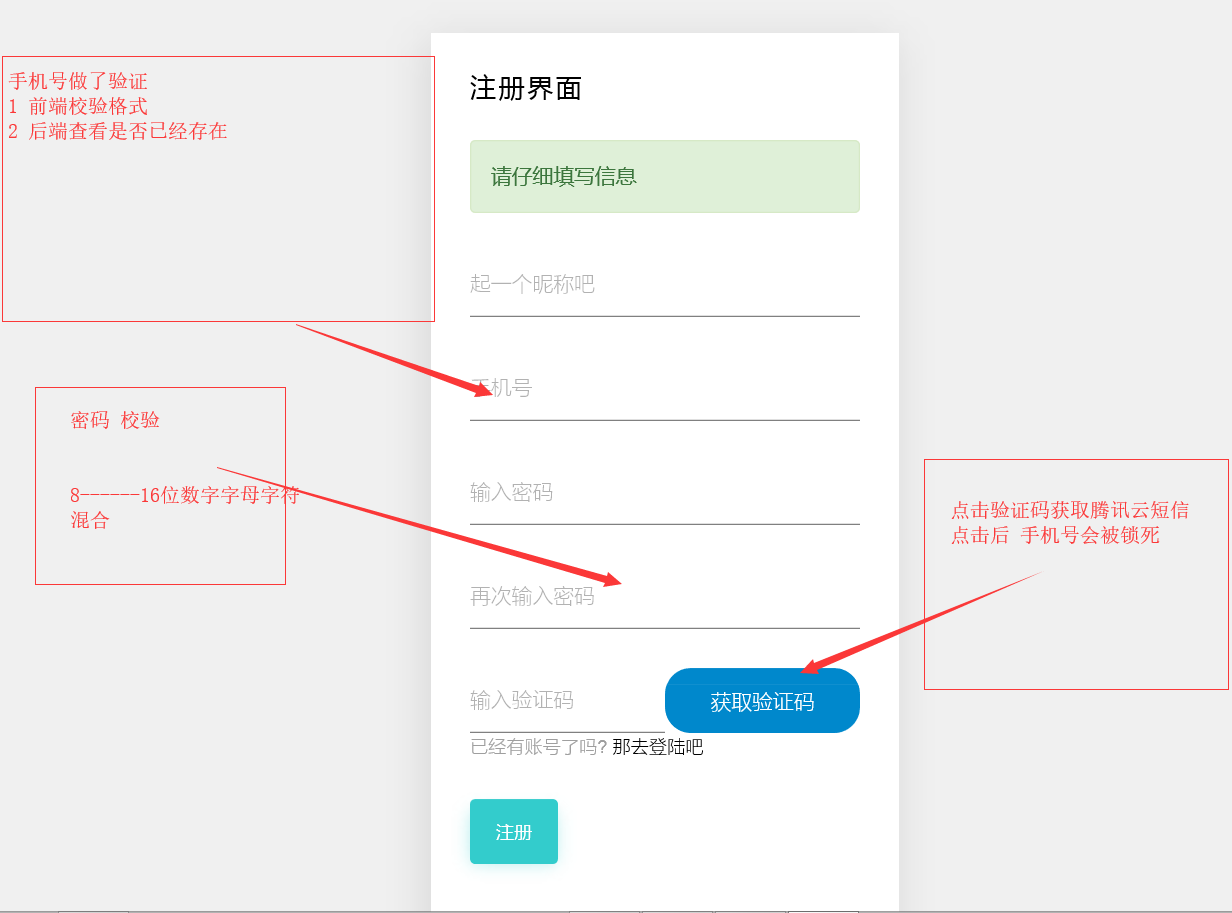 手机号做了验证
1 前端校验格式
2 后端查看是否已经存在
密码 校验
8------16位数字字母字符
混合
注册界面
请仔细填写信息
起一个昵称吧
手机号
输入密码
再次输入密码
输入验证码
获取验证码
已经有账号了吗? 那去登陆吧
注册
点击验证码获取腾讯云短信
点击后 手机号会被锁死